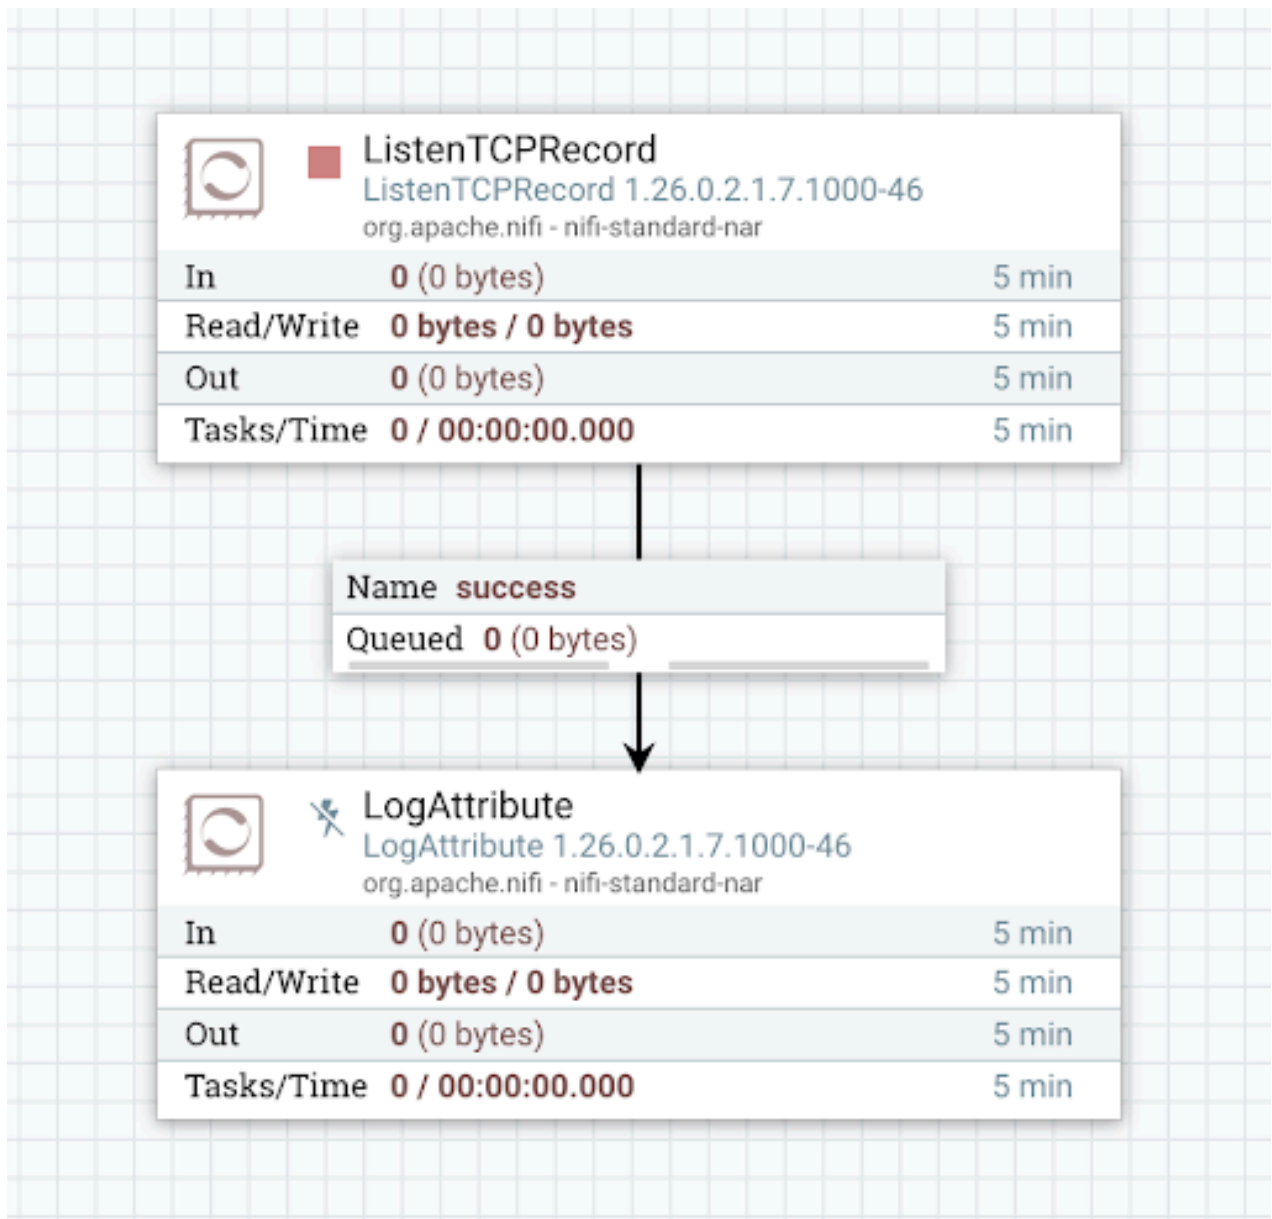 ListenTCPRecord
ListenTCPRecord 1.26.0.2.1.7.1000-46
org.apache.nifi - nifi-standard-nar
In 0 (0 bytes) 5 min
Read/Write 0 bytes / 0 bytes 5 min
Out 0 (0 bytes) 5 min
Tasks/Time 0 / 00:00:00.000 5 min
Name success
Queued 0 (0 bytes)
LogAttribute
LogAttribute 1.26.0.2.1.7.1000-46
org.apache.nifi - nifi-standard-nar
In 0 (0 bytes) 5 min
Read/Write 0 bytes / 0 bytes 5 min
Out 0 (0 bytes) 5 min
Tasks/Time 0 / 00:00:00.000 5 min